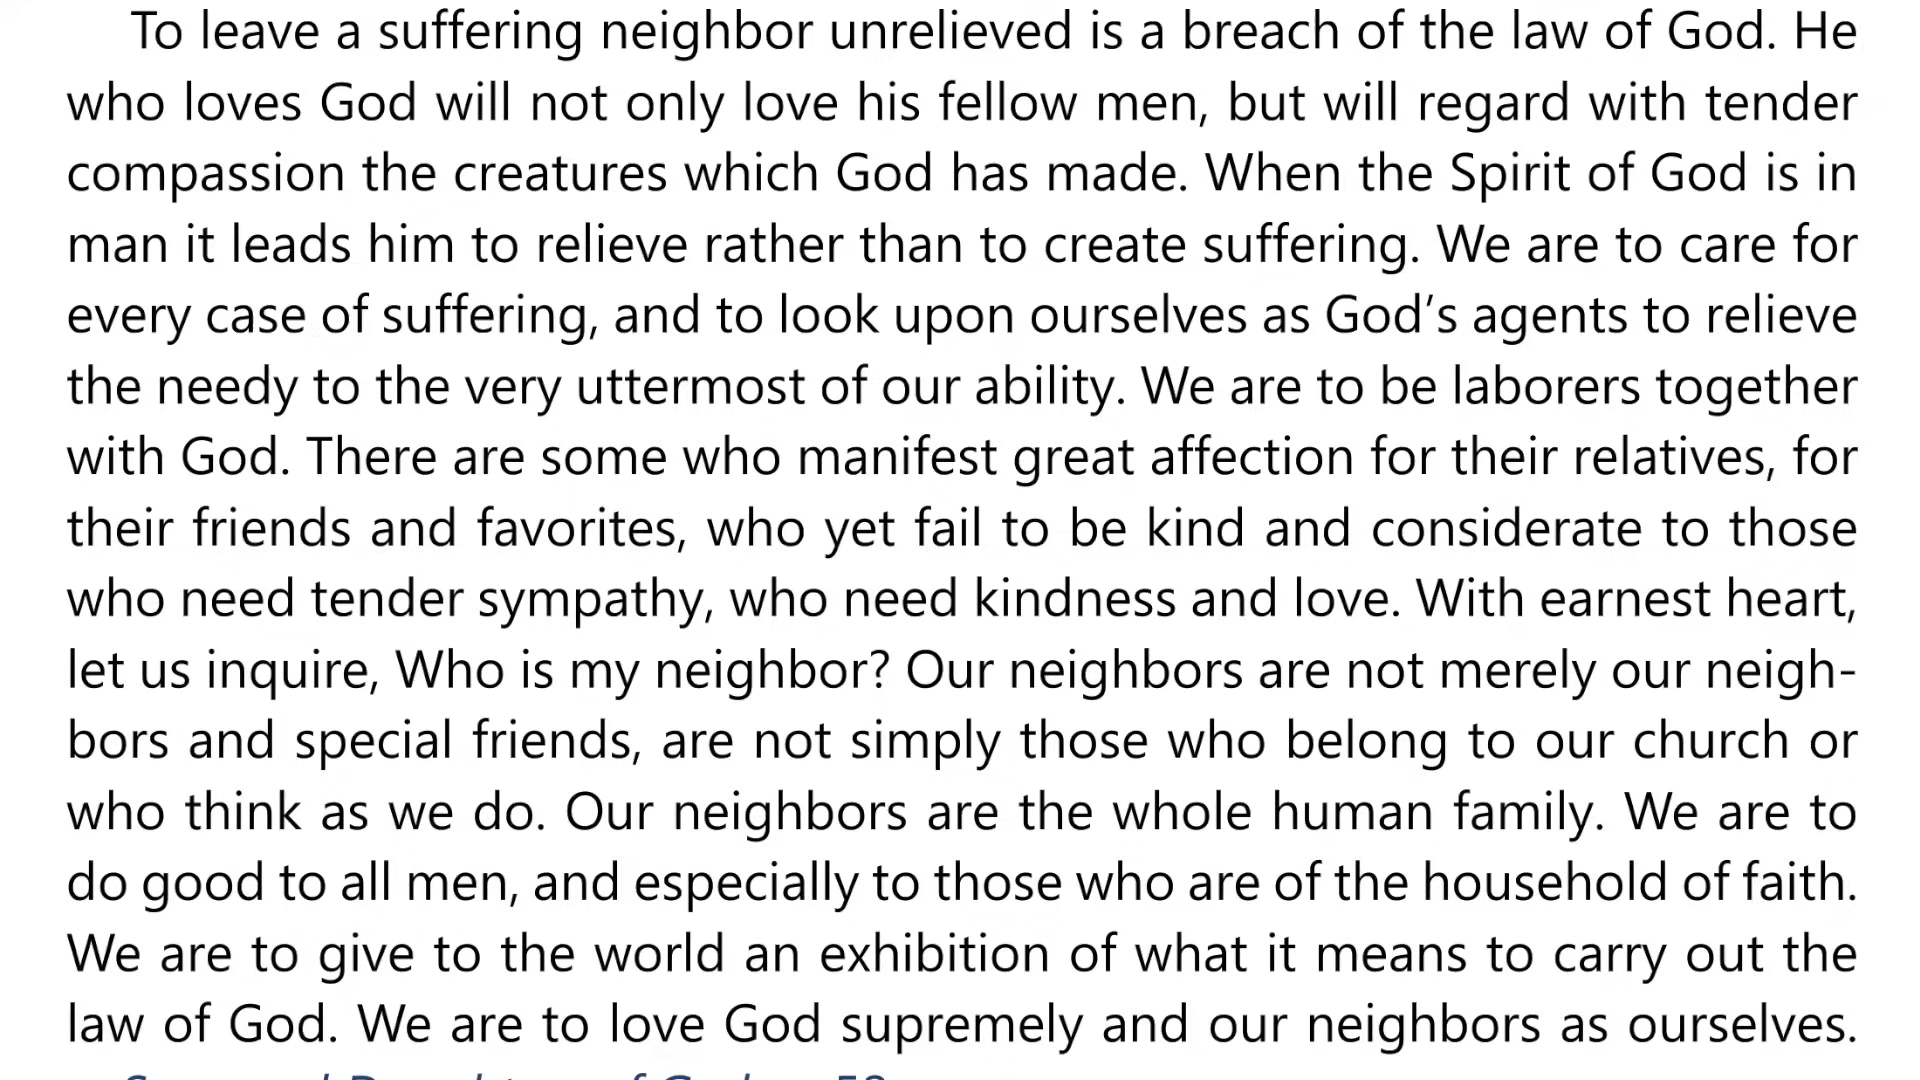 To leave a suffering neighbor unrelieved is a breach of the law of God. He
who loves God will not only love his fellow men, but will regard with tender
compassion the creatures which God has made. When the Spirit of God is in
man it leads him to relieve rather than to create suffering. We are to care for
every case of suffering, and to look upon ourselves as God’s agents to relieve
the needy to the very uttermost of our ability. We are to be laborers together
with God. There are some who manifest great affection for their relatives, for
their friends and favorites, who yet fail to be kind and considerate to those
who need tender sympathy, who need kindness and love. With earnest heart,
let us inquire, Who is my neighbor? Our neighbors are not merely our neigh-
bors and special friends, are not simply those who belong to our church or
who think as we do. Our neighbors are the whole human family. We are to
do good to all men, and especially to those who are of the household of faith.
We are to give to the world an exhibition of what it means to carry out the
law of God. We are to love God supremely and our neighbors as ourselves.